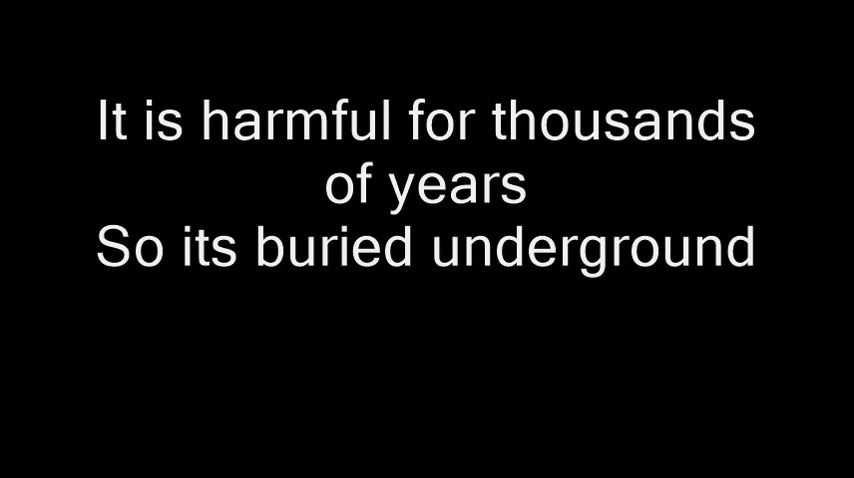 It is harmful for thousands
of years
So its buried underground